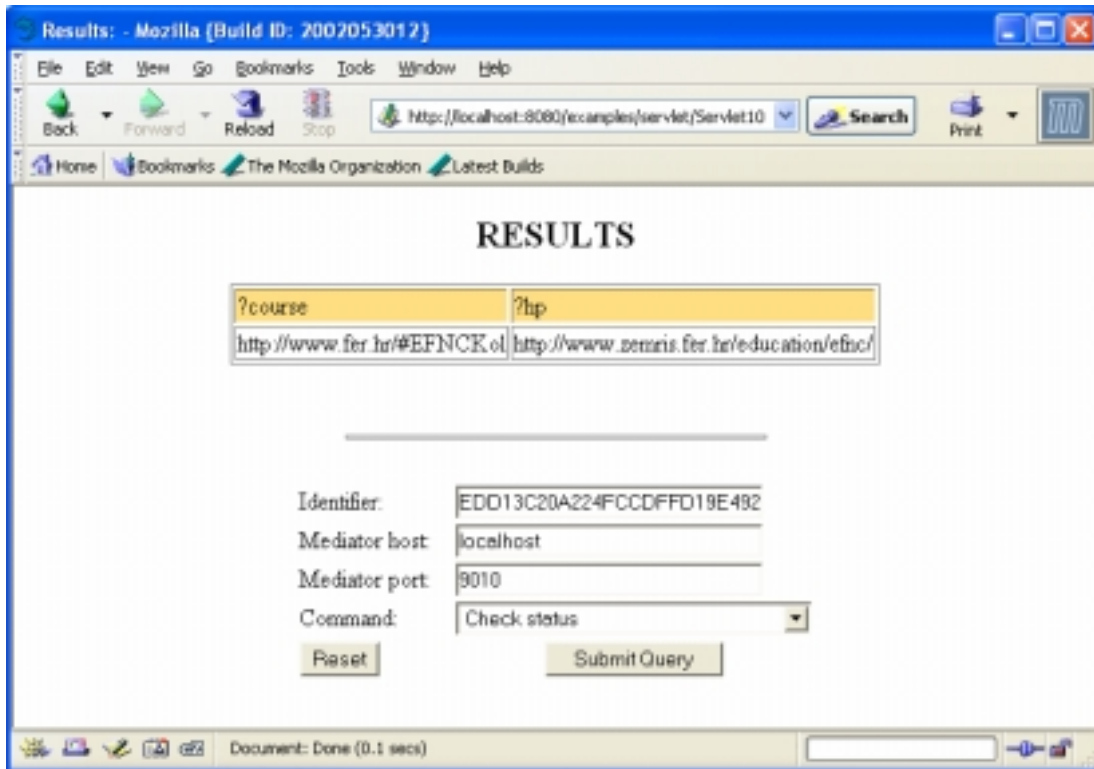 Results: - Mozilla {Build ID: 2002053012}
File Edit View Go Bookmarks Tools Window Help
Back Forward Reload Stop http://localhost:8080/examples/servlet/Servlet10 Search Print
Home Bookmarks The Mozilla Organization Latest Builds
RESULTS
?course ?hp
http://www.fer.hr/#EFNCKol http://www.zemris.fer.hr/education/efnc/
Identifier: EDD13C20A224FCCDFFD19E492
Mediator host: localhost
Mediator port: 9010
Command: Check status
Reset Submit Query
Document: Done (0.1 secs)